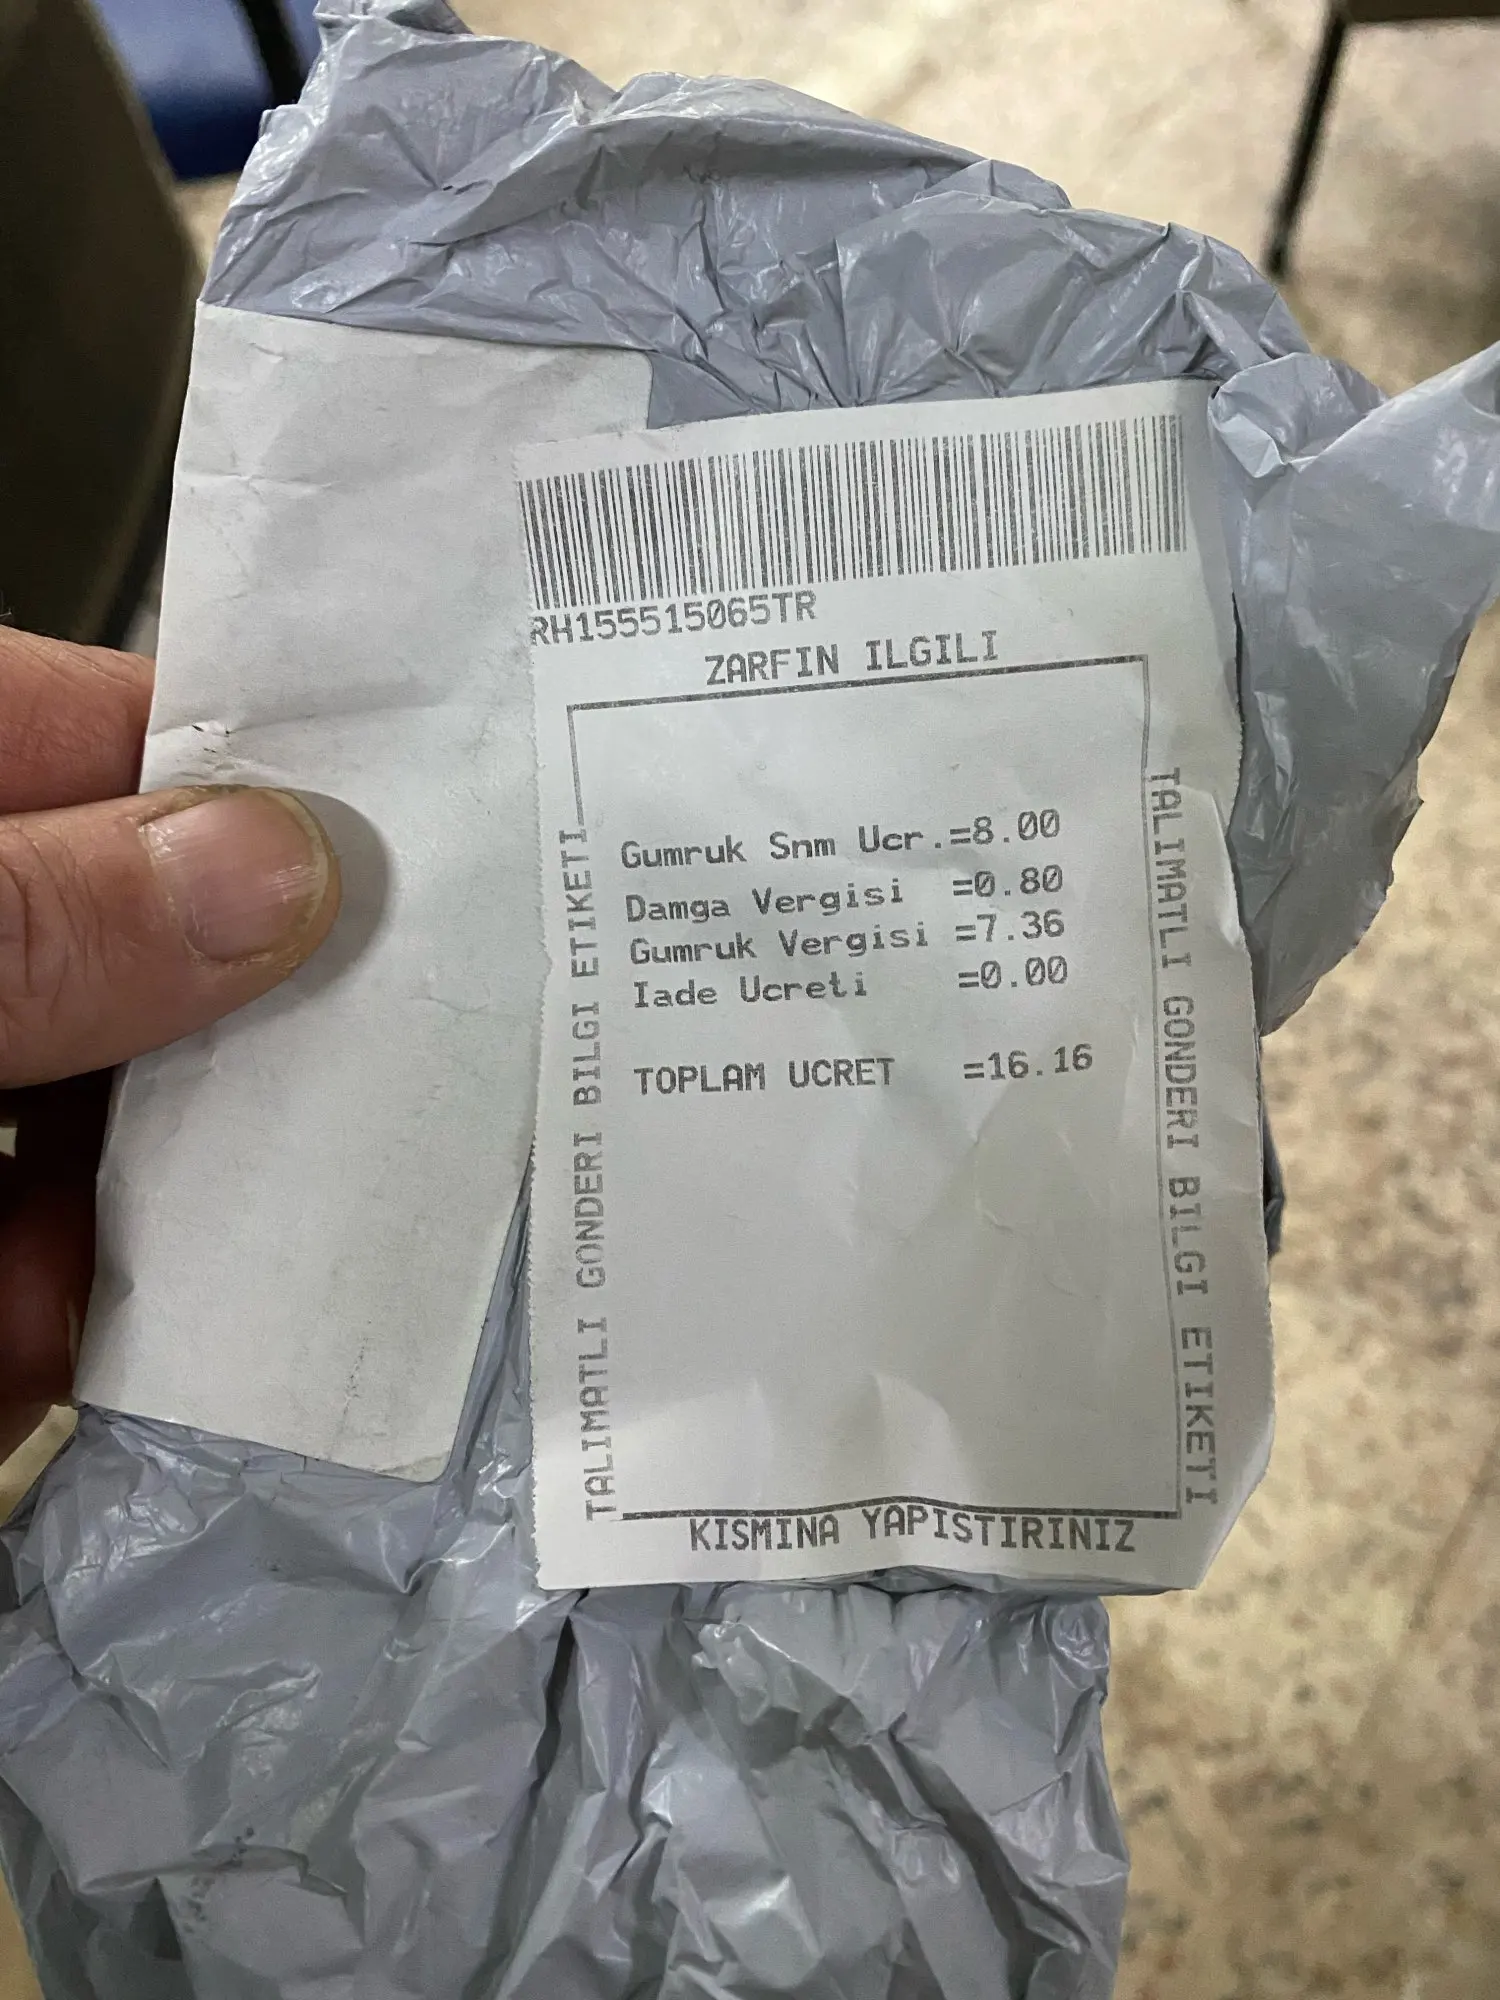 RH155515065TR
ZARFIN ILGILI
TALIMATLI GONDERI BILGI ETIKETI
Gumruk Snm Ucr.=8.00
Damga Vergisi =0.80
Gumruk Vergisi =7.36
Iade Ucreti =0.00
TOPLAM UCRET =16.16
TALIMATLI GONDERI BILGI ETIKETI
KISMINA YAPISTIRINIZ